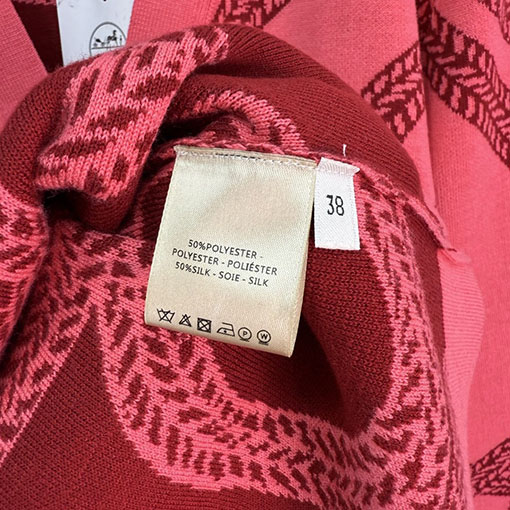 50%POLYESTER -
POLYESTER - POLIÉSTER
50%SILK - SOIE - SILK
38
P
W